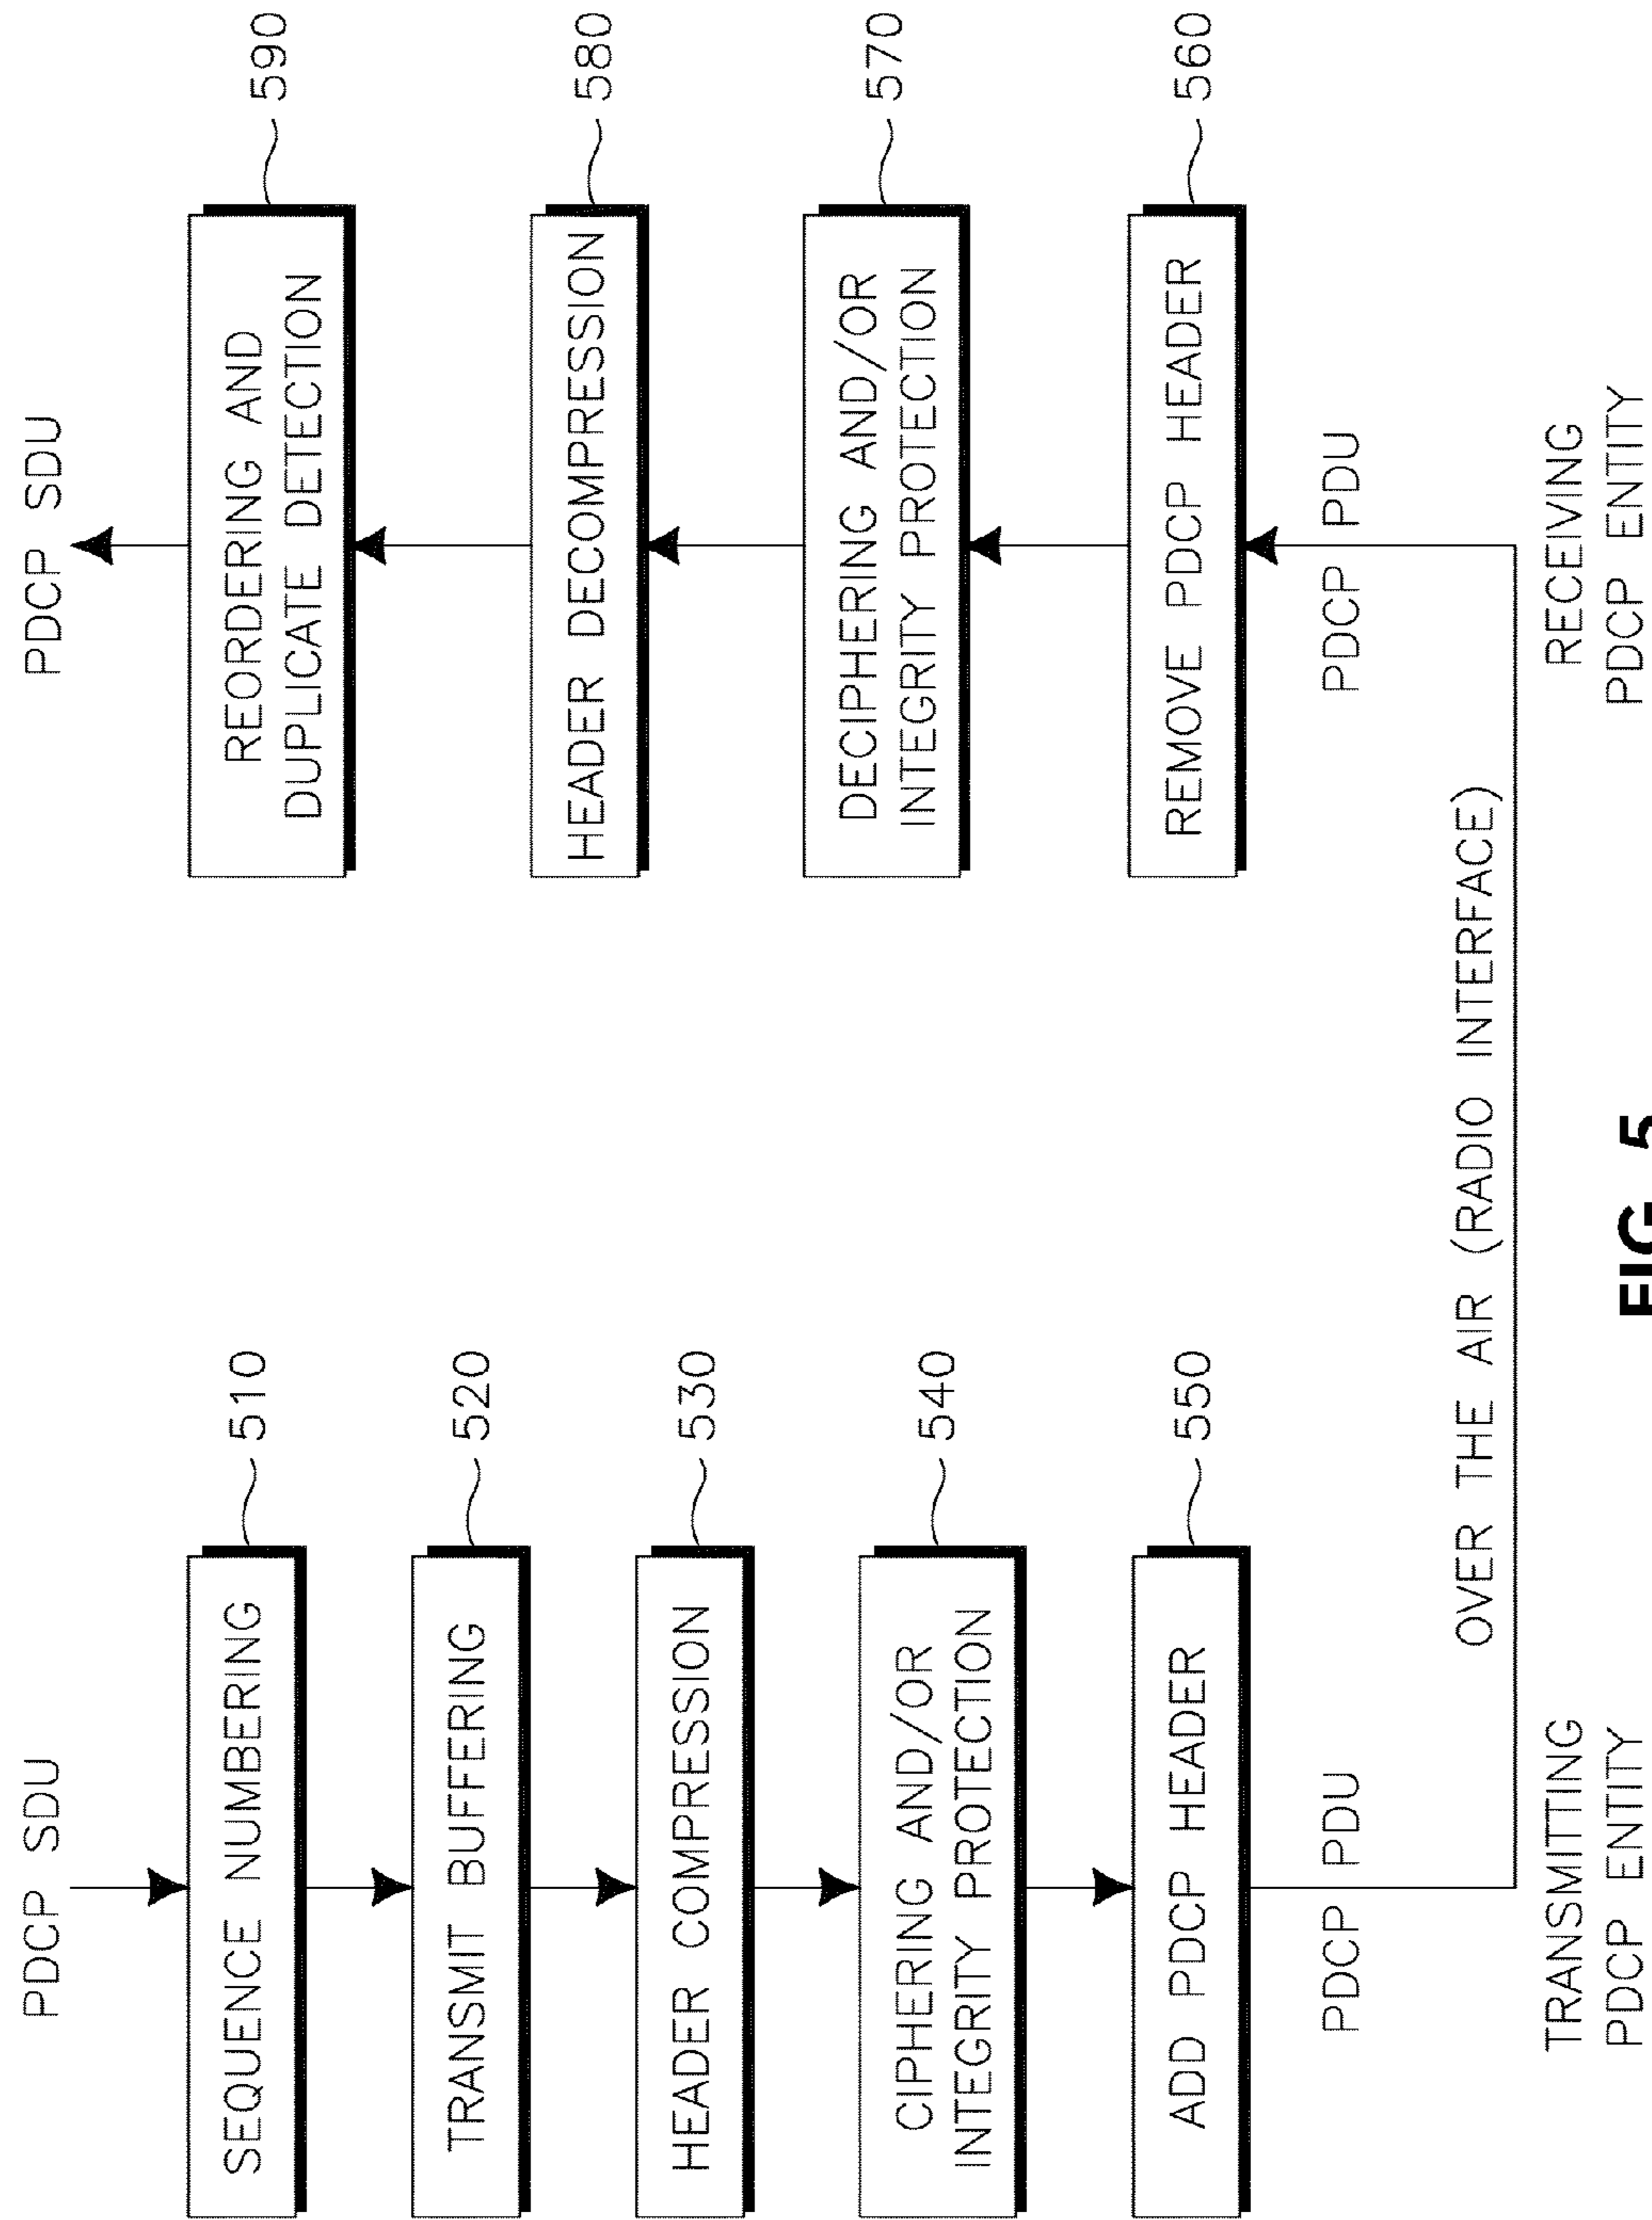 PDCP SDU
SEQUENCE NUMBERING
510
TRANSMIT BUFFERING
520
HEADER COMPRESSION
530
CIPHERING AND/OR
INTEGRITY PROTECTION
540
ADD PDCP HEADER
550
PDCP PDU
TRANSMITTING
PDCP ENTITY
OVER THE AIR (RADIO INTERFACE)
PDCP SDU
REORDERING AND
DUPLICATE DETECTION
590
HEADER DECOMPRESSION
580
DECIPHERING AND/OR
INTEGRITY PROTECTION
570
REMOVE PDCP HEADER
560
PDCP PDU
RECEIVING
PDCP ENTITY
FIG. 5